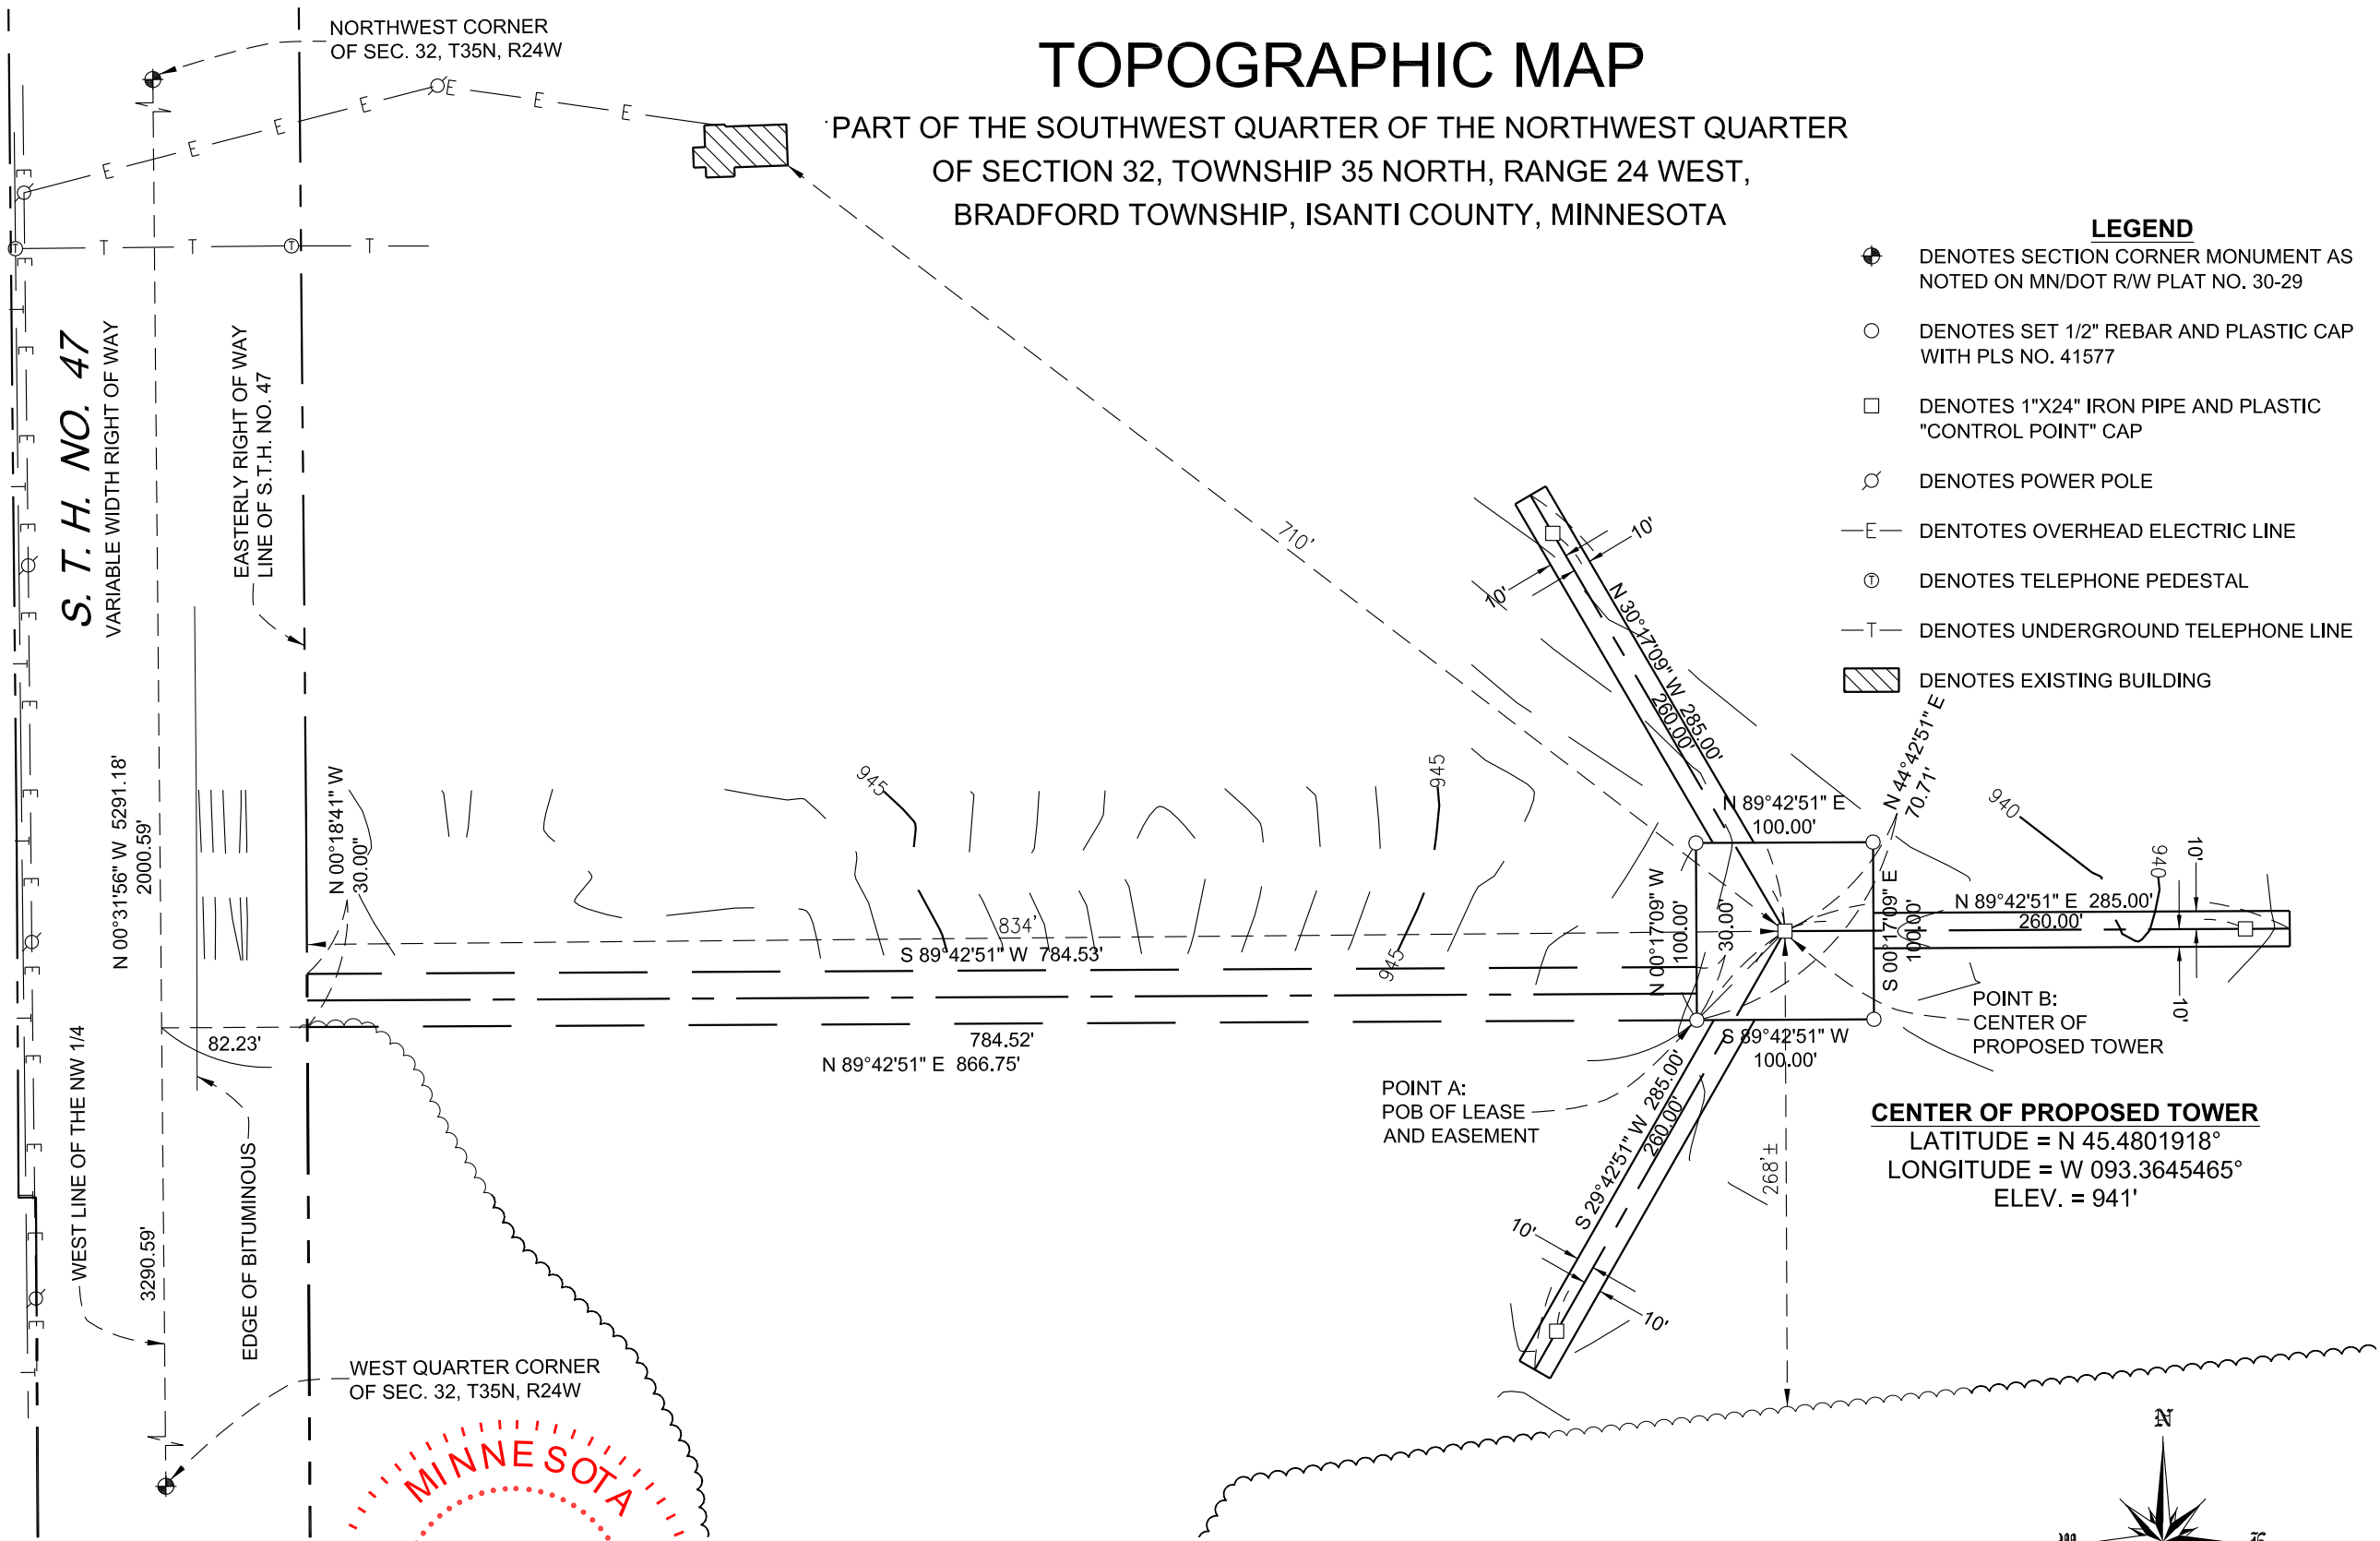 TOPOGRAPHIC MAP
PART OF THE SOUTHWEST QUARTER OF THE NORTHWEST QUARTER
OF SECTION 32, TOWNSHIP 35 NORTH, RANGE 24 WEST,
BRADFORD TOWNSHIP, ISANTI COUNTY, MINNESOTA
NORTHWEST CORNER
OF SEC. 32, T35N, R24W
E E E E E E E
T T T
LEGEND
DENOTES SECTION CORNER MONUMENT AS
NOTED ON MN/DOT R/W PLAT NO. 30-29
DENOTES SET 1/2" REBAR AND PLASTIC CAP
WITH PLS NO. 41577
DENOTES 1"X24" IRON PIPE AND PLASTIC
"CONTROL POINT" CAP
DENOTES POWER POLE
E DENTOTES OVERHEAD ELECTRIC LINE
T DENOTES TELEPHONE PEDESTAL
T DENOTES UNDERGROUND TELEPHONE LINE
DENOTES EXISTING BUILDING
S. T. H. NO. 47
VARIABLE WIDTH RIGHT OF WAY
EASTERLY RIGHT OF WAY
LINE OF S.T.H. NO. 47
N 00°31'56" W 5291.18'
2000.59'
N 00°18'41" W
30.00"
710'
10'
10'
N 30°17'09" W 285.00'
260.00'
945
945
945
834'
S 89°42'51" W 784.53'
784.52'
N 89°42'51" E 866.75'
82.23'
N 89°42'51" E
100.00'
N 44°42'51" E
70.71'
N 00°17'09" W
100.00'
30.00'
S 00°17'09" E
100.00'
S 89°42'51" W
100.00'
940
940
N 89°42'51" E 285.00'
260.00'
10'
10'
POINT B:
CENTER OF
PROPOSED TOWER
POINT A:
POB OF LEASE
AND EASEMENT
S 29°42'51" W 285.00'
260.00'
10'
10'
268'±
CENTER OF PROPOSED TOWER
LATITUDE = N 45.4801918°
LONGITUDE = W 093.3645465°
ELEV. = 941'
WEST LINE OF THE NW 1/4
3290.59'
EDGE OF BITUMINOUS
WEST QUARTER CORNER
OF SEC. 32, T35N, R24W
MINNESOTA
N